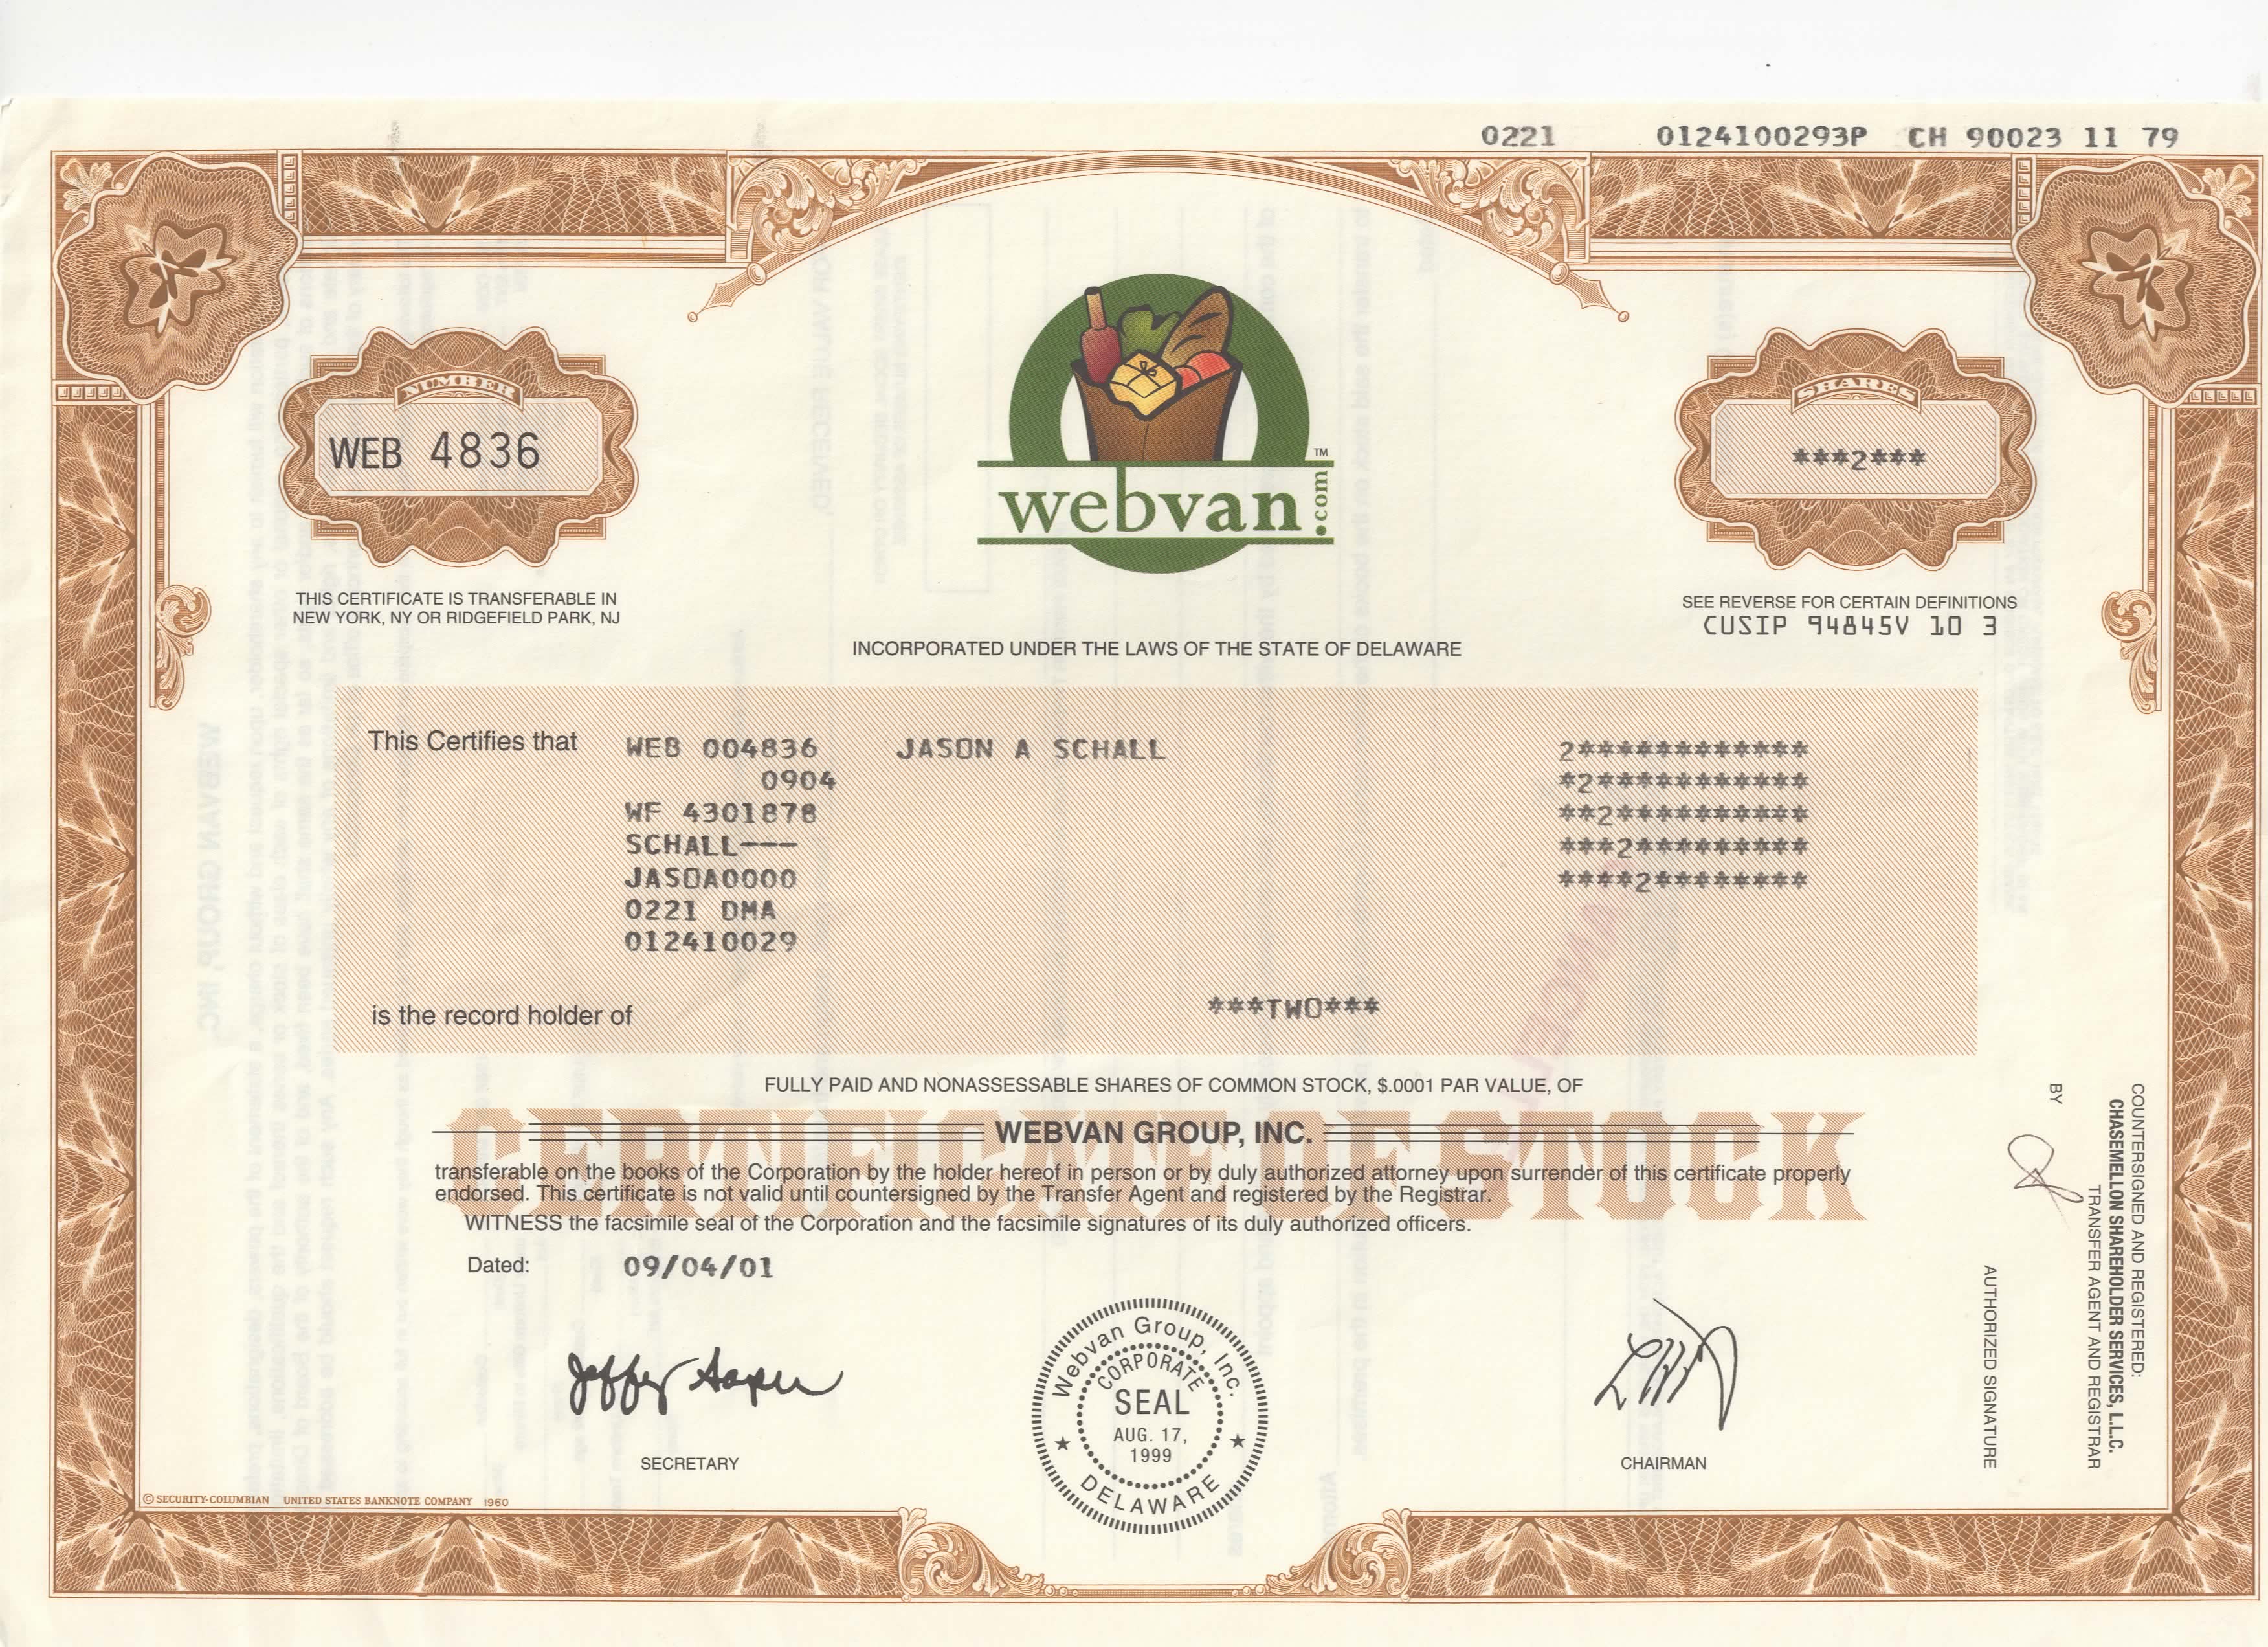 0221 0124100293P CH 90023 11 79
NUMBER
WEB 4836
SHARES
***2***
webvan.com
TM
THIS CERTIFICATE IS TRANSFERABLE IN
NEW YORK, NY OR RIDGEFIELD PARK, NJ
SEE REVERSE FOR CERTAIN DEFINITIONS
CUSIP 94845V 10 3
INCORPORATED UNDER THE LAWS OF THE STATE OF DELAWARE
This Certifies that WEB 004836 JASON A SCHALL 2************
0904 *2***********
WF 4301878 **2**********
SCHALL--- ***2*********
JASOA0000 ****2********
0221 DMA
012410029
is the record holder of ***TWO***
FULLY PAID AND NONASSESSABLE SHARES OF COMMON STOCK, $.0001 PAR VALUE, OF
CERTIFICATE OF STOCK
WEBVAN GROUP, INC.
transferable on the books of the Corporation by the holder hereof in person or by duly authorized attorney upon surrender of this certificate properly
endorsed. This certificate is not valid until countersigned by the Transfer Agent and registered by the Registrar.
WITNESS the facsimile seal of the Corporation and the facsimile signatures of its duly authorized officers.
Dated: 09/04/01
SECRETARY
Webvan Group, Inc.
CORPORATE
SEAL
AUG. 17,
1999
DELAWARE
CHAIRMAN
COUNTERSIGNED AND REGISTERED:
CHASEMELLON SHAREHOLDER SERVICES, L.L.C.
TRANSFER AGENT AND REGISTRAR
BY
AUTHORIZED SIGNATURE
© SECURITY-COLUMBIAN UNITED STATES BANKNOTE COMPANY 1960